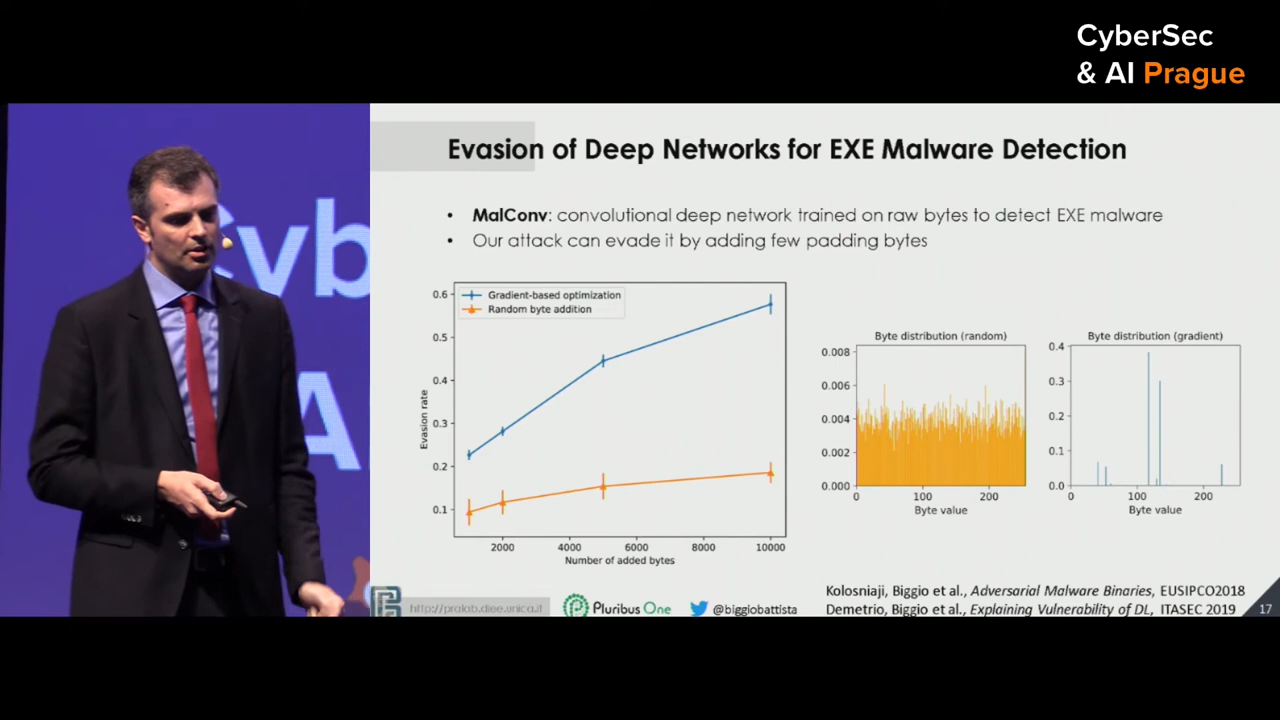 CyberSec
& AI Prague
Cyb
A
Evasion of Deep Networks for EXE Malware Detection
• MalConv: convolutional deep network trained on raw bytes to detect EXE malware
• Our attack can evade it by adding few padding bytes
Gradient-based optimization
Random byte addition
0.6
0.5
0.4
0.3
0.2
0.1
Evasion rate
2000 4000 6000 8000 10000
Number of added bytes
Byte distribution (random)
0.008
0.006
0.004
0.002
0.000
0 100 200
Byte value
Byte distribution (gradient)
0.4
0.3
0.2
0.1
0.0
0 100 200
Byte value
http://pralab.diee.unica.it
Pluribus One
@biggiobattista
Kolosniaji, Biggio et al., Adversarial Malware Binaries, EUSIPCO2018
Demetrio, Biggio et al., Explaining Vulnerability of DL, ITASEC 2019
17